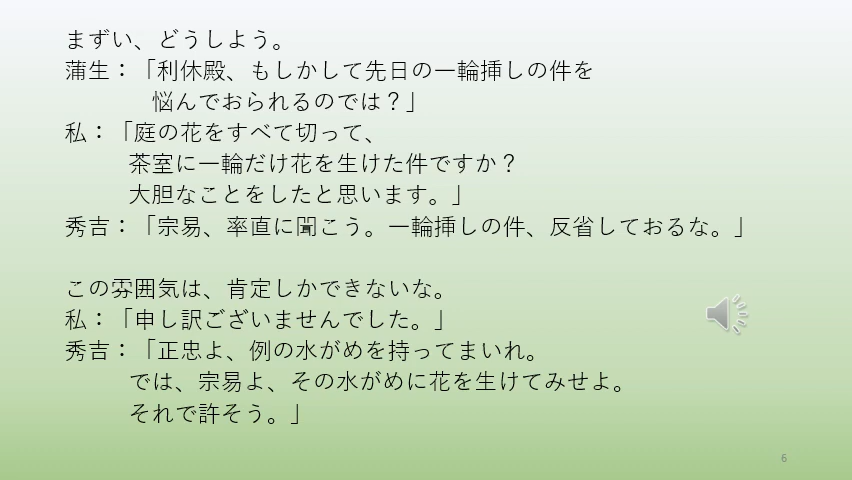 まずい、どうしよう。
蒲生：「利休殿、もしかして先日の一輪挿しの件を
悩んでおられるのでは？」
私：「庭の花をすべて切って、
茶室に一輪だけ花を生けた件ですか？
大胆なことをしたと思います。」
秀吉：「宗易、率直に聞こう。一輪挿しの件、反省しておるな。」
この雰囲気は、肯定しかできないな。
私：「申し訳ございませんでした。」
秀吉：「正忠よ、例の水がめを持ってまいれ。
では、宗易よ、その水がめに花を生けてみせよ。
それで許そう。」
6